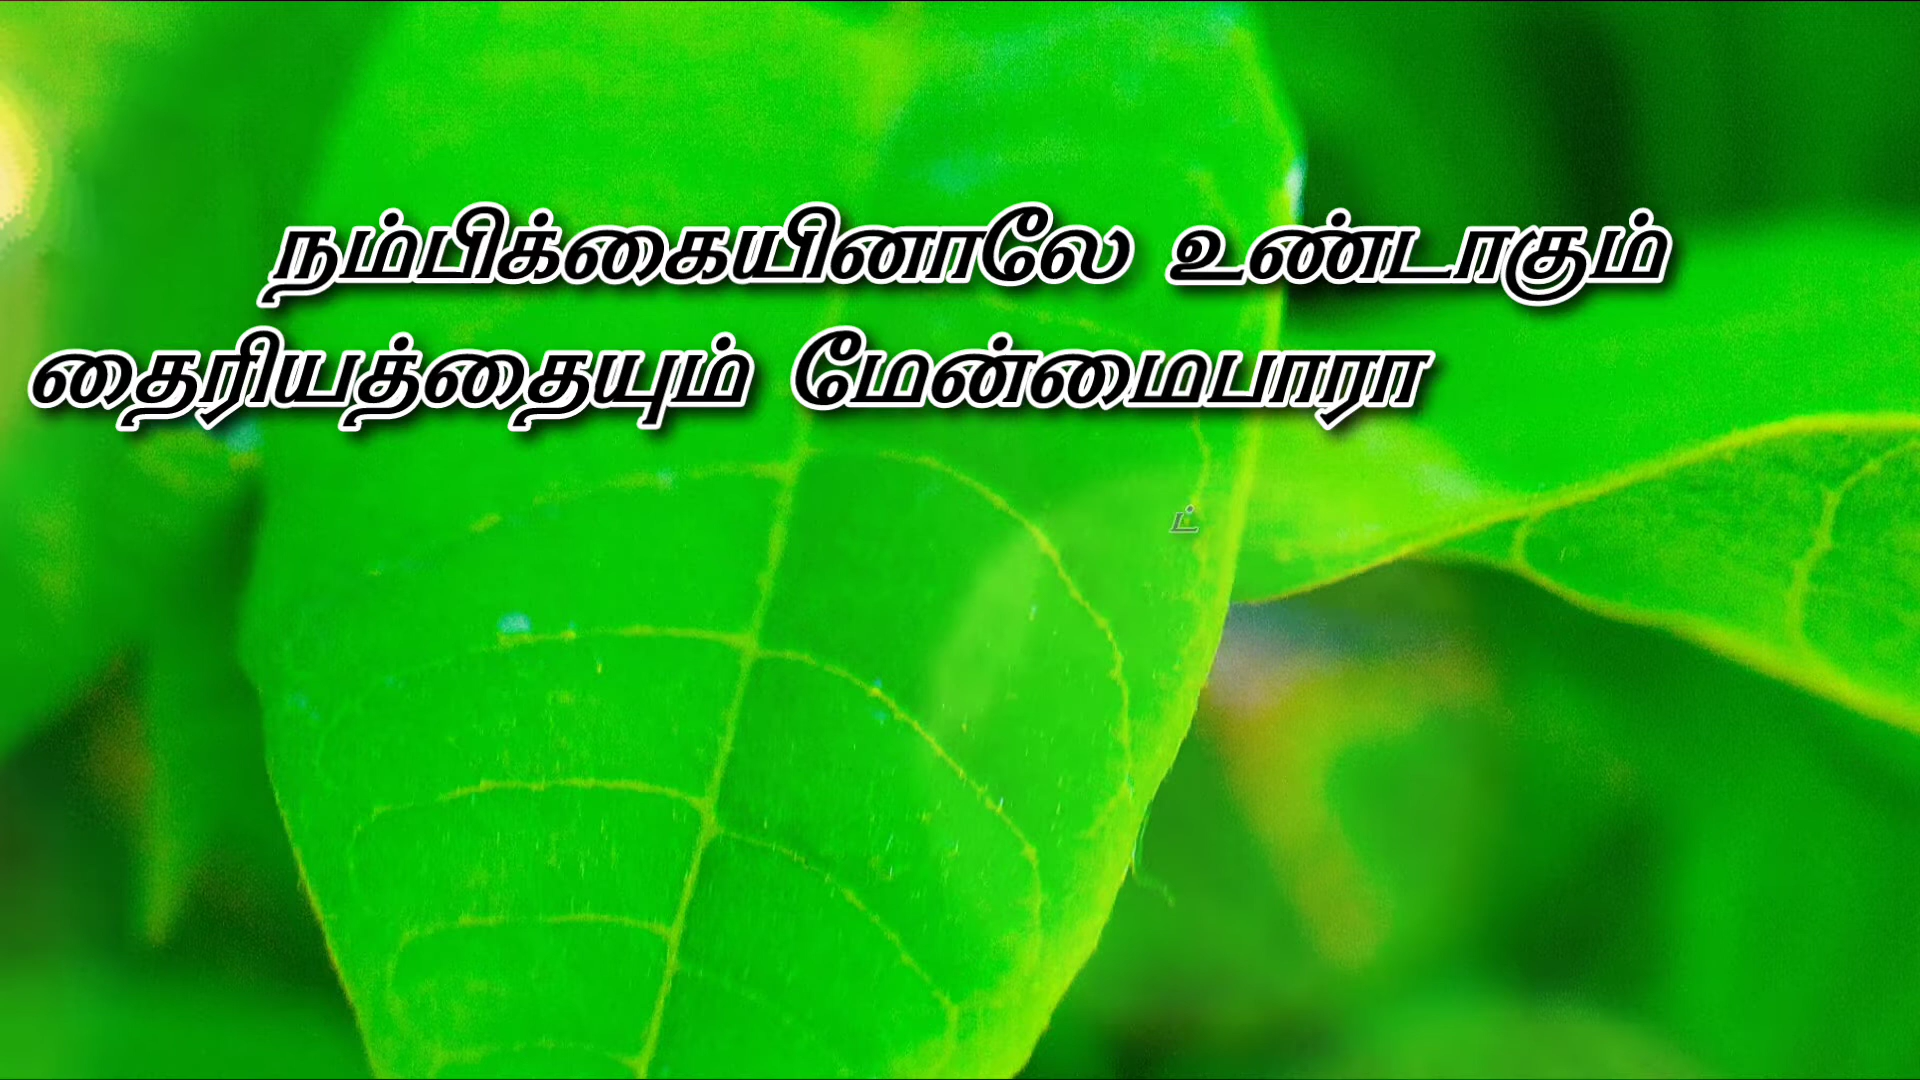 நம்பிக்கையினாலே உண்டாகும்
தைரியத்தையும் மேன்மைபாரா
ட்